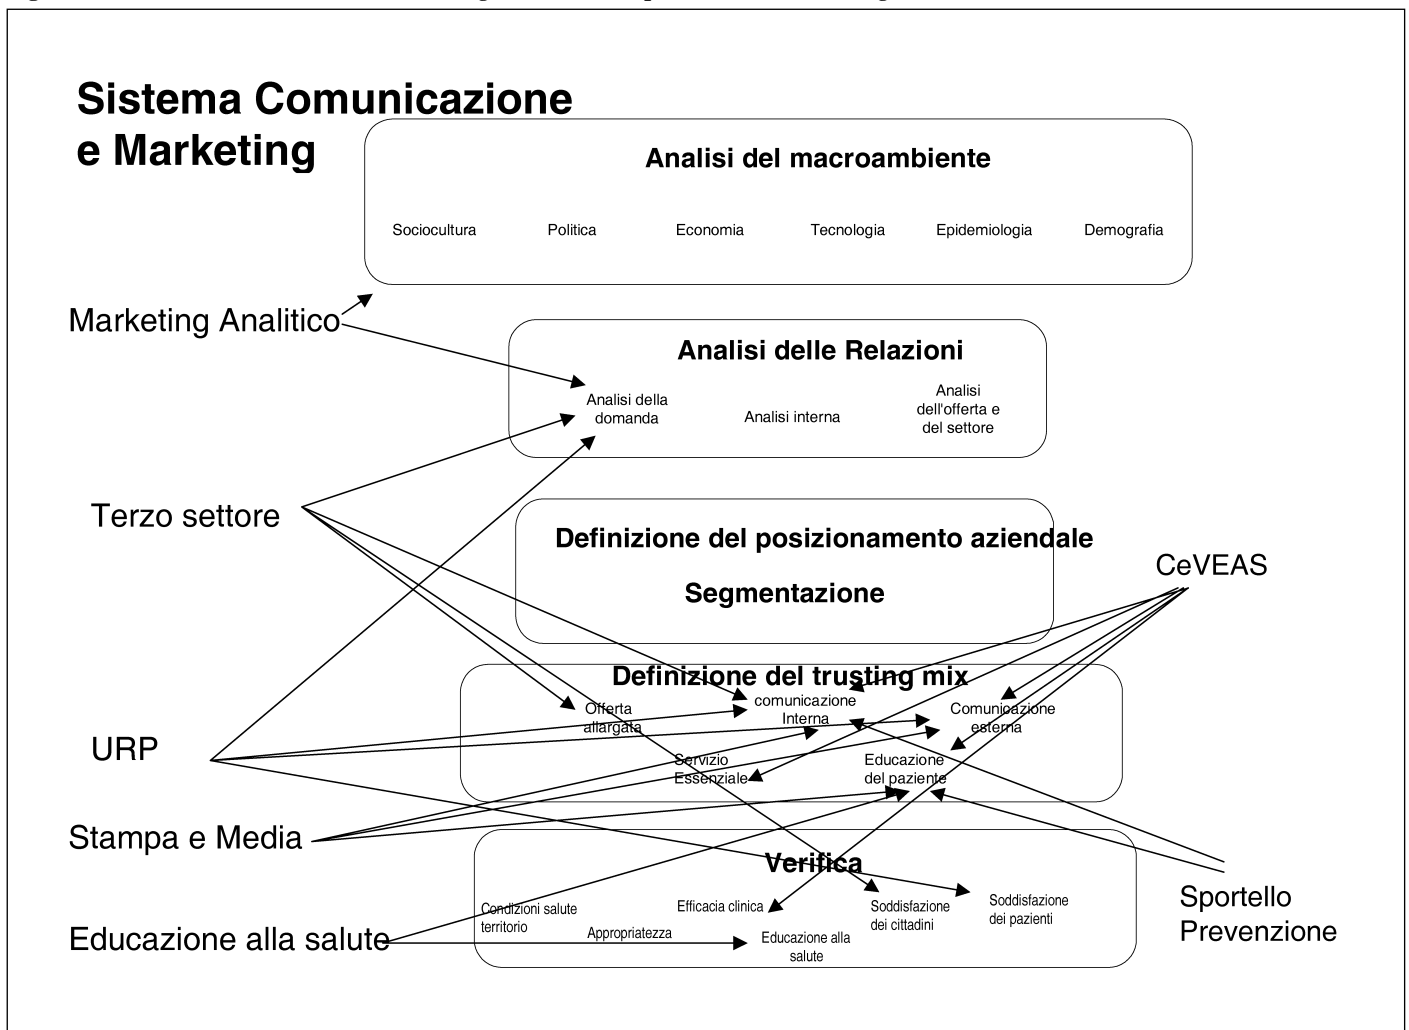 Sistema Comunicazione
e Marketing
Analisi del macroambiente
Sociocultura Politica Economia Tecnologia Epidemiologia Demografia
Marketing Analitico
Analisi delle Relazioni
Analisi della
domanda
Analisi interna
Analisi
dell'offerta e
del settore
Terzo settore
Definizione del posizionamento aziendale
Segmentazione
CeVEAS
Definizione del trusting mix
Offerta
allargata
comunicazione
Interna
Comunicazione
esterna
URP
Servizio
Essenziale
Educazione
del paziente
Stampa e Media
Verifica
Condizioni salute
territorio
Appropriatezza
Efficacia clinica
Educazione alla
salute
Soddisfazione
dei cittadini
Soddisfazione
dei pazienti
Educazione alla salute
Sportello
Prevenzione